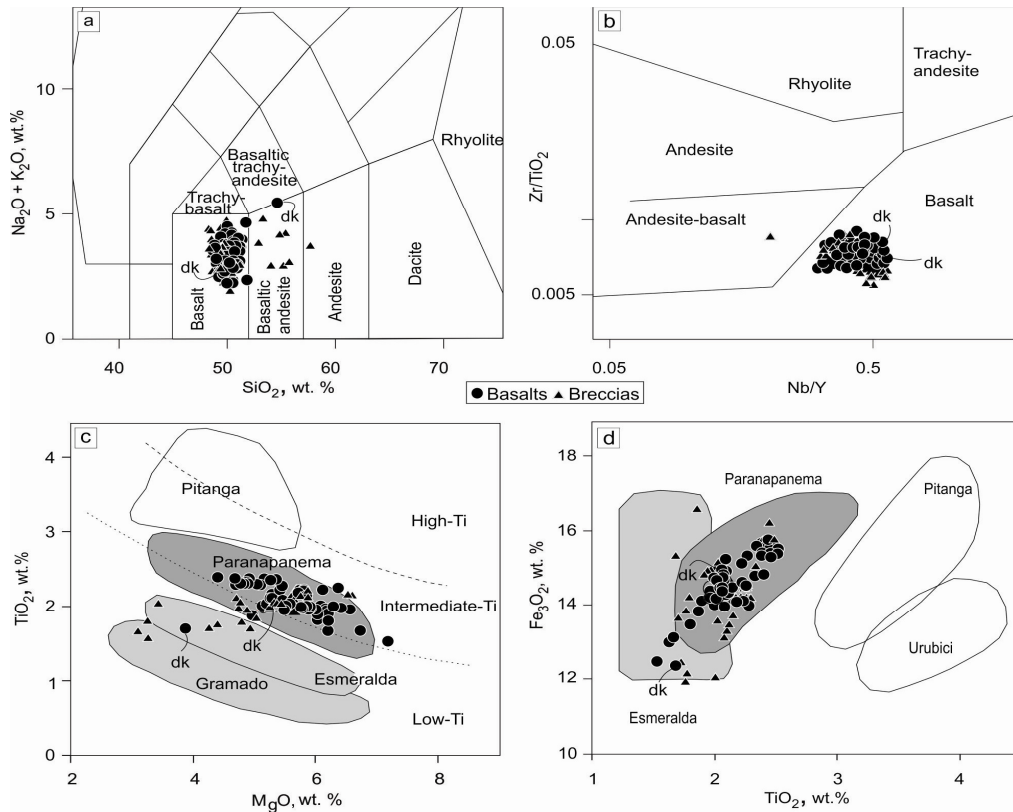 a
Na₂O + K₂O, wt. %
10
5
0
40
50
60
70
SiO₂, wt. %
Basaltic
trachy-
andesite
Trachy-
basalt
Rhyolite
dk
dk
Basalt
Basaltic
andesite
Andesite
Dacite
b
Zr/TiO₂
0.05
0.005
0.05
0.5
Nb/Y
Rhyolite
Trachy-
andesite
Andesite
Andesite-basalt
Basalt
dk
dk
Basalts Breccias
c
TiO₂, wt.%
4
3
2
1
0
2
4
6
8
MgO, wt. %
Pitanga
High-Ti
Paranapanema
Intermediate-Ti
dk
dk
Esmeralda
Gramado
Low-Ti
d
Fe₃O₂, wt. %
18
16
14
12
10
1
2
3
4
TiO₂, wt.%
Paranapanema
Pitanga
dk
Urubici
dk
Esmeralda